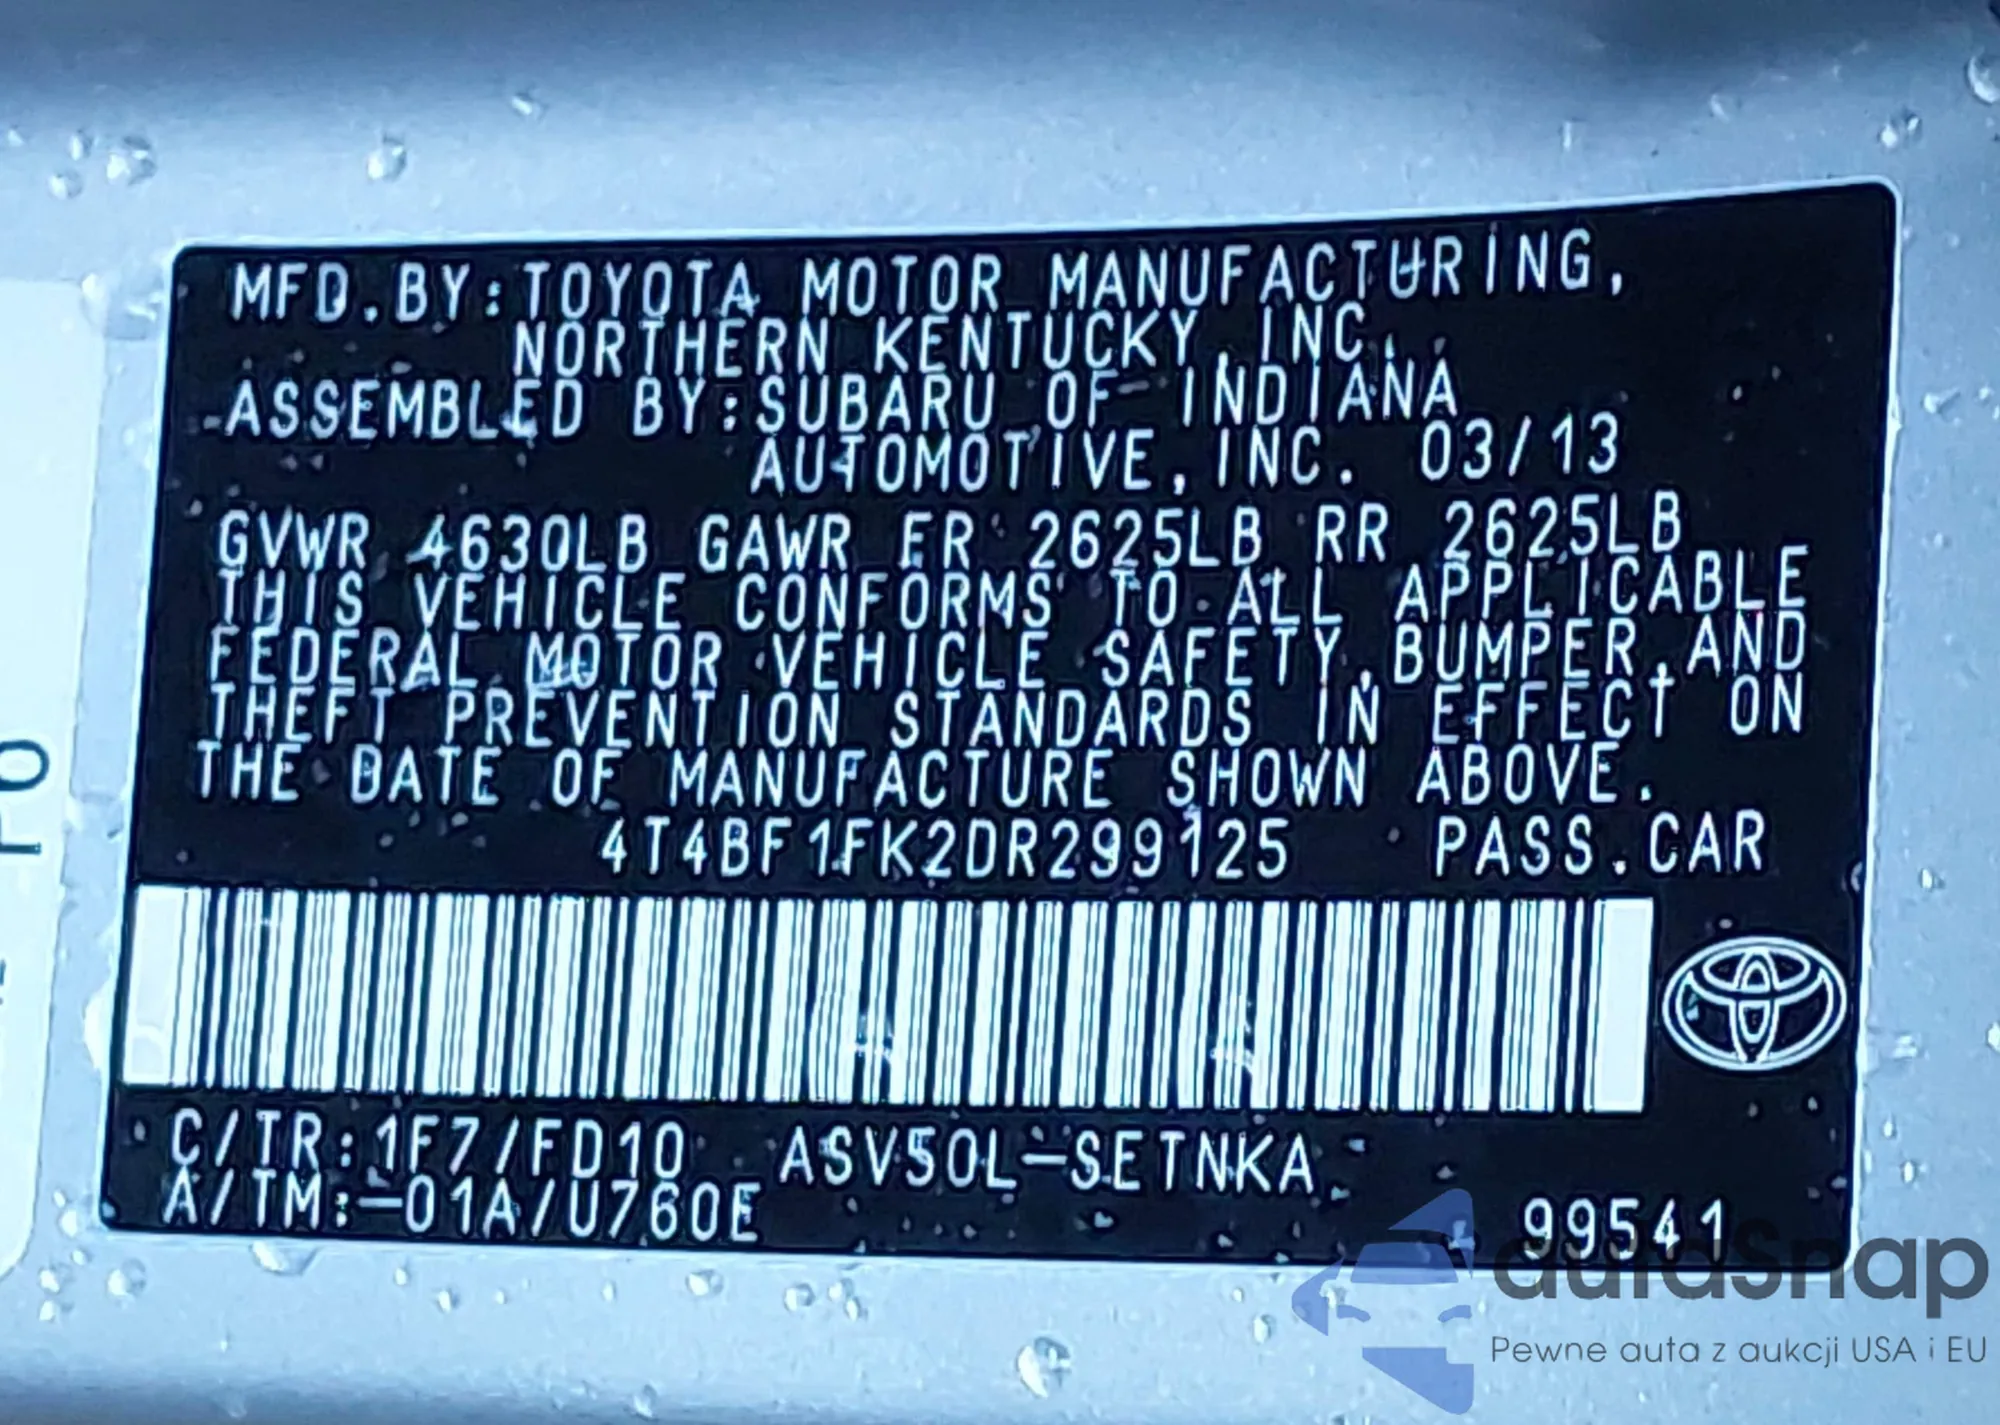 MFD.BY:TOYOTA MOTOR MANUFACTURING,
NORTHERN KENTUCKY, INC.
ASSEMBLED BY:SUBARU OF INDIANA
AUTOMOTIVE, INC. 03/13
GVWR 4630LB GAWR FR 2625LB RR 2625LB
THIS VEHICLE CONFORMS TO ALL APPLICABLE
FEDERAL MOTOR VEHICLE SAFETY,BUMPER,AND
THEFT PREVENTION STANDARDS IN EFFECT ON
THE DATE OF MANUFACTURE SHOWN ABOVE.
4T4BF1FK2DR299125 PASS.CAR
C/TR:1F7/FD10 ASV50L-SETNKA
A/TM:-01A/U760E
99541
autaSnap
Pewne auta z aukcji USA i EU